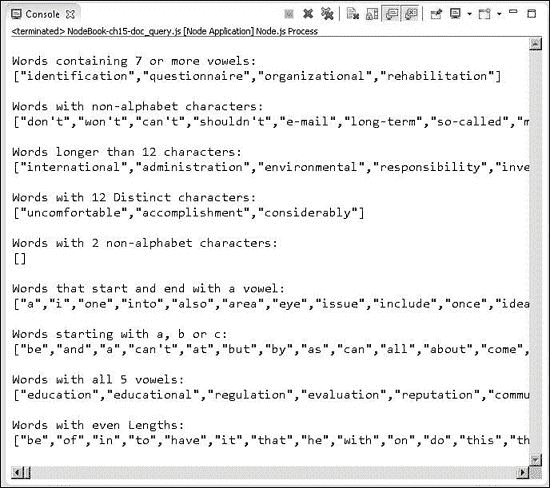 Console
<terminated> NodeBook-ch15-doc_query.js [Node Application] Node.js Process
Words containing 7 or more vowels:
["identification","questionnaire","organizational","rehabilitation"]
Words with non-alphabet characters:
["don't","won't","can't","shouldn't","e-mail","long-term","so-called","m
Words longer than 12 characters:
["international","administration","environmental","responsibility","inve
Words with 12 Distinct characters:
["uncomfortable","accomplishment","considerably"]
Words with 2 non-alphabet characters:
[]
Words that start and end with a vowel:
["a","i","one","into","also","area","eye","issue","include","once","idea
Words starting with a, b or c:
["be","and","a","can't","at","but","by","as","can","all","about","come",
Words with all 5 vowels:
["education","educational","regulation","evaluation","reputation","commu
Words with even Lengths:
["be","of","in","to","have","it","that","he","with","on","do","this","th